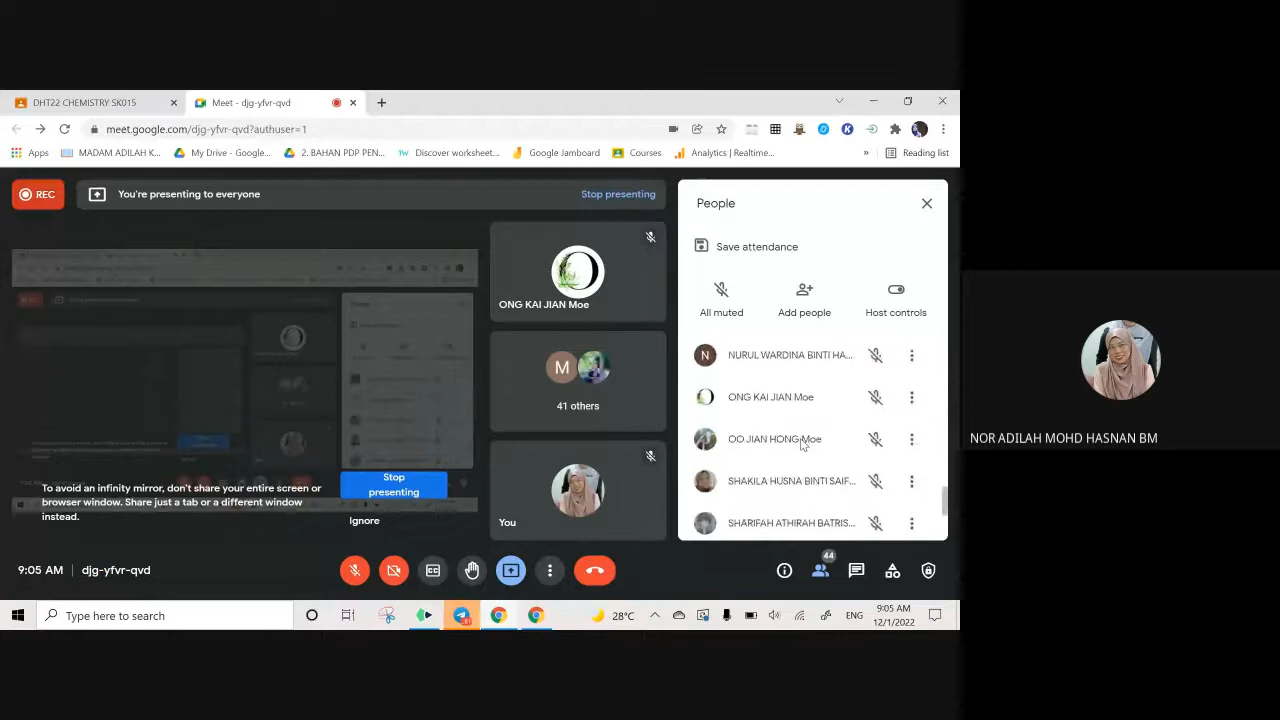 DHT22 CHEMISTRY SK015
Meet - djg-yfvr-qvd
meet.google.com/djg-yfvr-qvd?authuser=1
Apps
MADAM ADILAH K...
My Drive - Google...
2. BAHAN PDP PEN...
Discover worksheet...
Google Jamboard
Courses
Analytics (Realtime...
»
Reading list
REC
You're presenting to everyone
Stop presenting
People
Save attendance
All muted
Add people
Host controls
ONG KAI JIAN Moe
M
41 others
You
N
NURUL WARDINA BINTI HA...
ONG KAI JIAN Moe
OO JIAN HONG Moe
SHAKILA HUSNA BINTI SAIF...
SHARIFAH ATHIRAH BATRIS...
To avoid an infinity mirror, don't share your entire screen or
browser window. Share just a tab or a different window
instead.
Stop
presenting
Ignore
NOR ADILAH MOHD HASNAN BM
9:05 AM
djg-yfvr-qvd
44
Type here to search
28°C
ENG
9:05 AM
12/1/2022